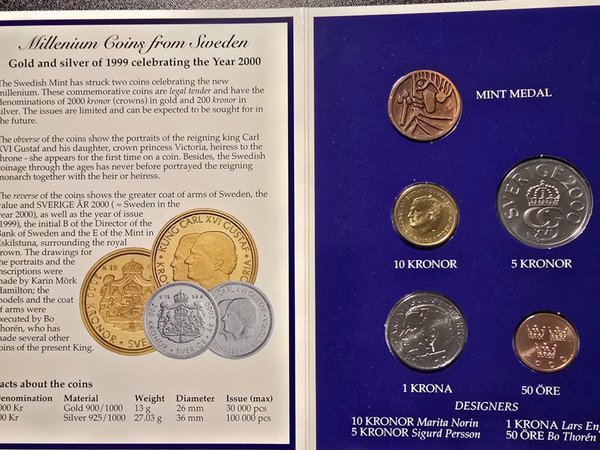 Millenium Coins from Sweden
Gold and silver of 1999 celebrating the Year 2000
The Swedish Mint has struck two coins celebrating the new
millenium. These commemorative coins are legal tender and have the
denominations of 2000 kronor (crowns) in gold and 200 kronor in
silver. The issues are limited and can be expected to be sought for in
the future.
The obverse of the coins show the portraits of the reigning king Carl
XVI Gustaf and his daughter, crown princess Victoria, heiress to the
throne - she appears for the first time on a coin. Besides, the Swedish
coinage through the ages has never before portrayed the reigning
monarch together with the heir or heiress.
The reverse of the coins shows the greater coat of arms of Sweden, the
value and SVERIGE ÅR 2000 ( = Sweden in the
year 2000), as well as the year of issue
(1999), the initial B of the Director of the
Bank of Sweden and the E of the Mint in
Eskilstuna, surrounding the royal
crown. The drawings for
the portraits and the
inscriptions were
made by Karin Mörk
Hamilton; the
models and the coat
of arms were
executed by Bo
Thorén, who has
made several other
coins of the present King.
KUNG CARL XVI GUSTAF
acts about the coins
Denomination Material Weight Diameter Issue (max)
000 Kr Gold 900/1000 13 g 26 mm 30 000 pcs
00 Kr Silver 925/1000 27.03 g 36 mm 100 000 pcs
MINT MEDAL
SVERIGE 2000
10 KRONOR
5 KRONOR
1 KRONA
50 ÖRE
DESIGNERS
10 KRONOR Marita Norin 1 KRONA Lars En
5 KRONOR Sigurd Persson 50 ÖRE Bo Thorén